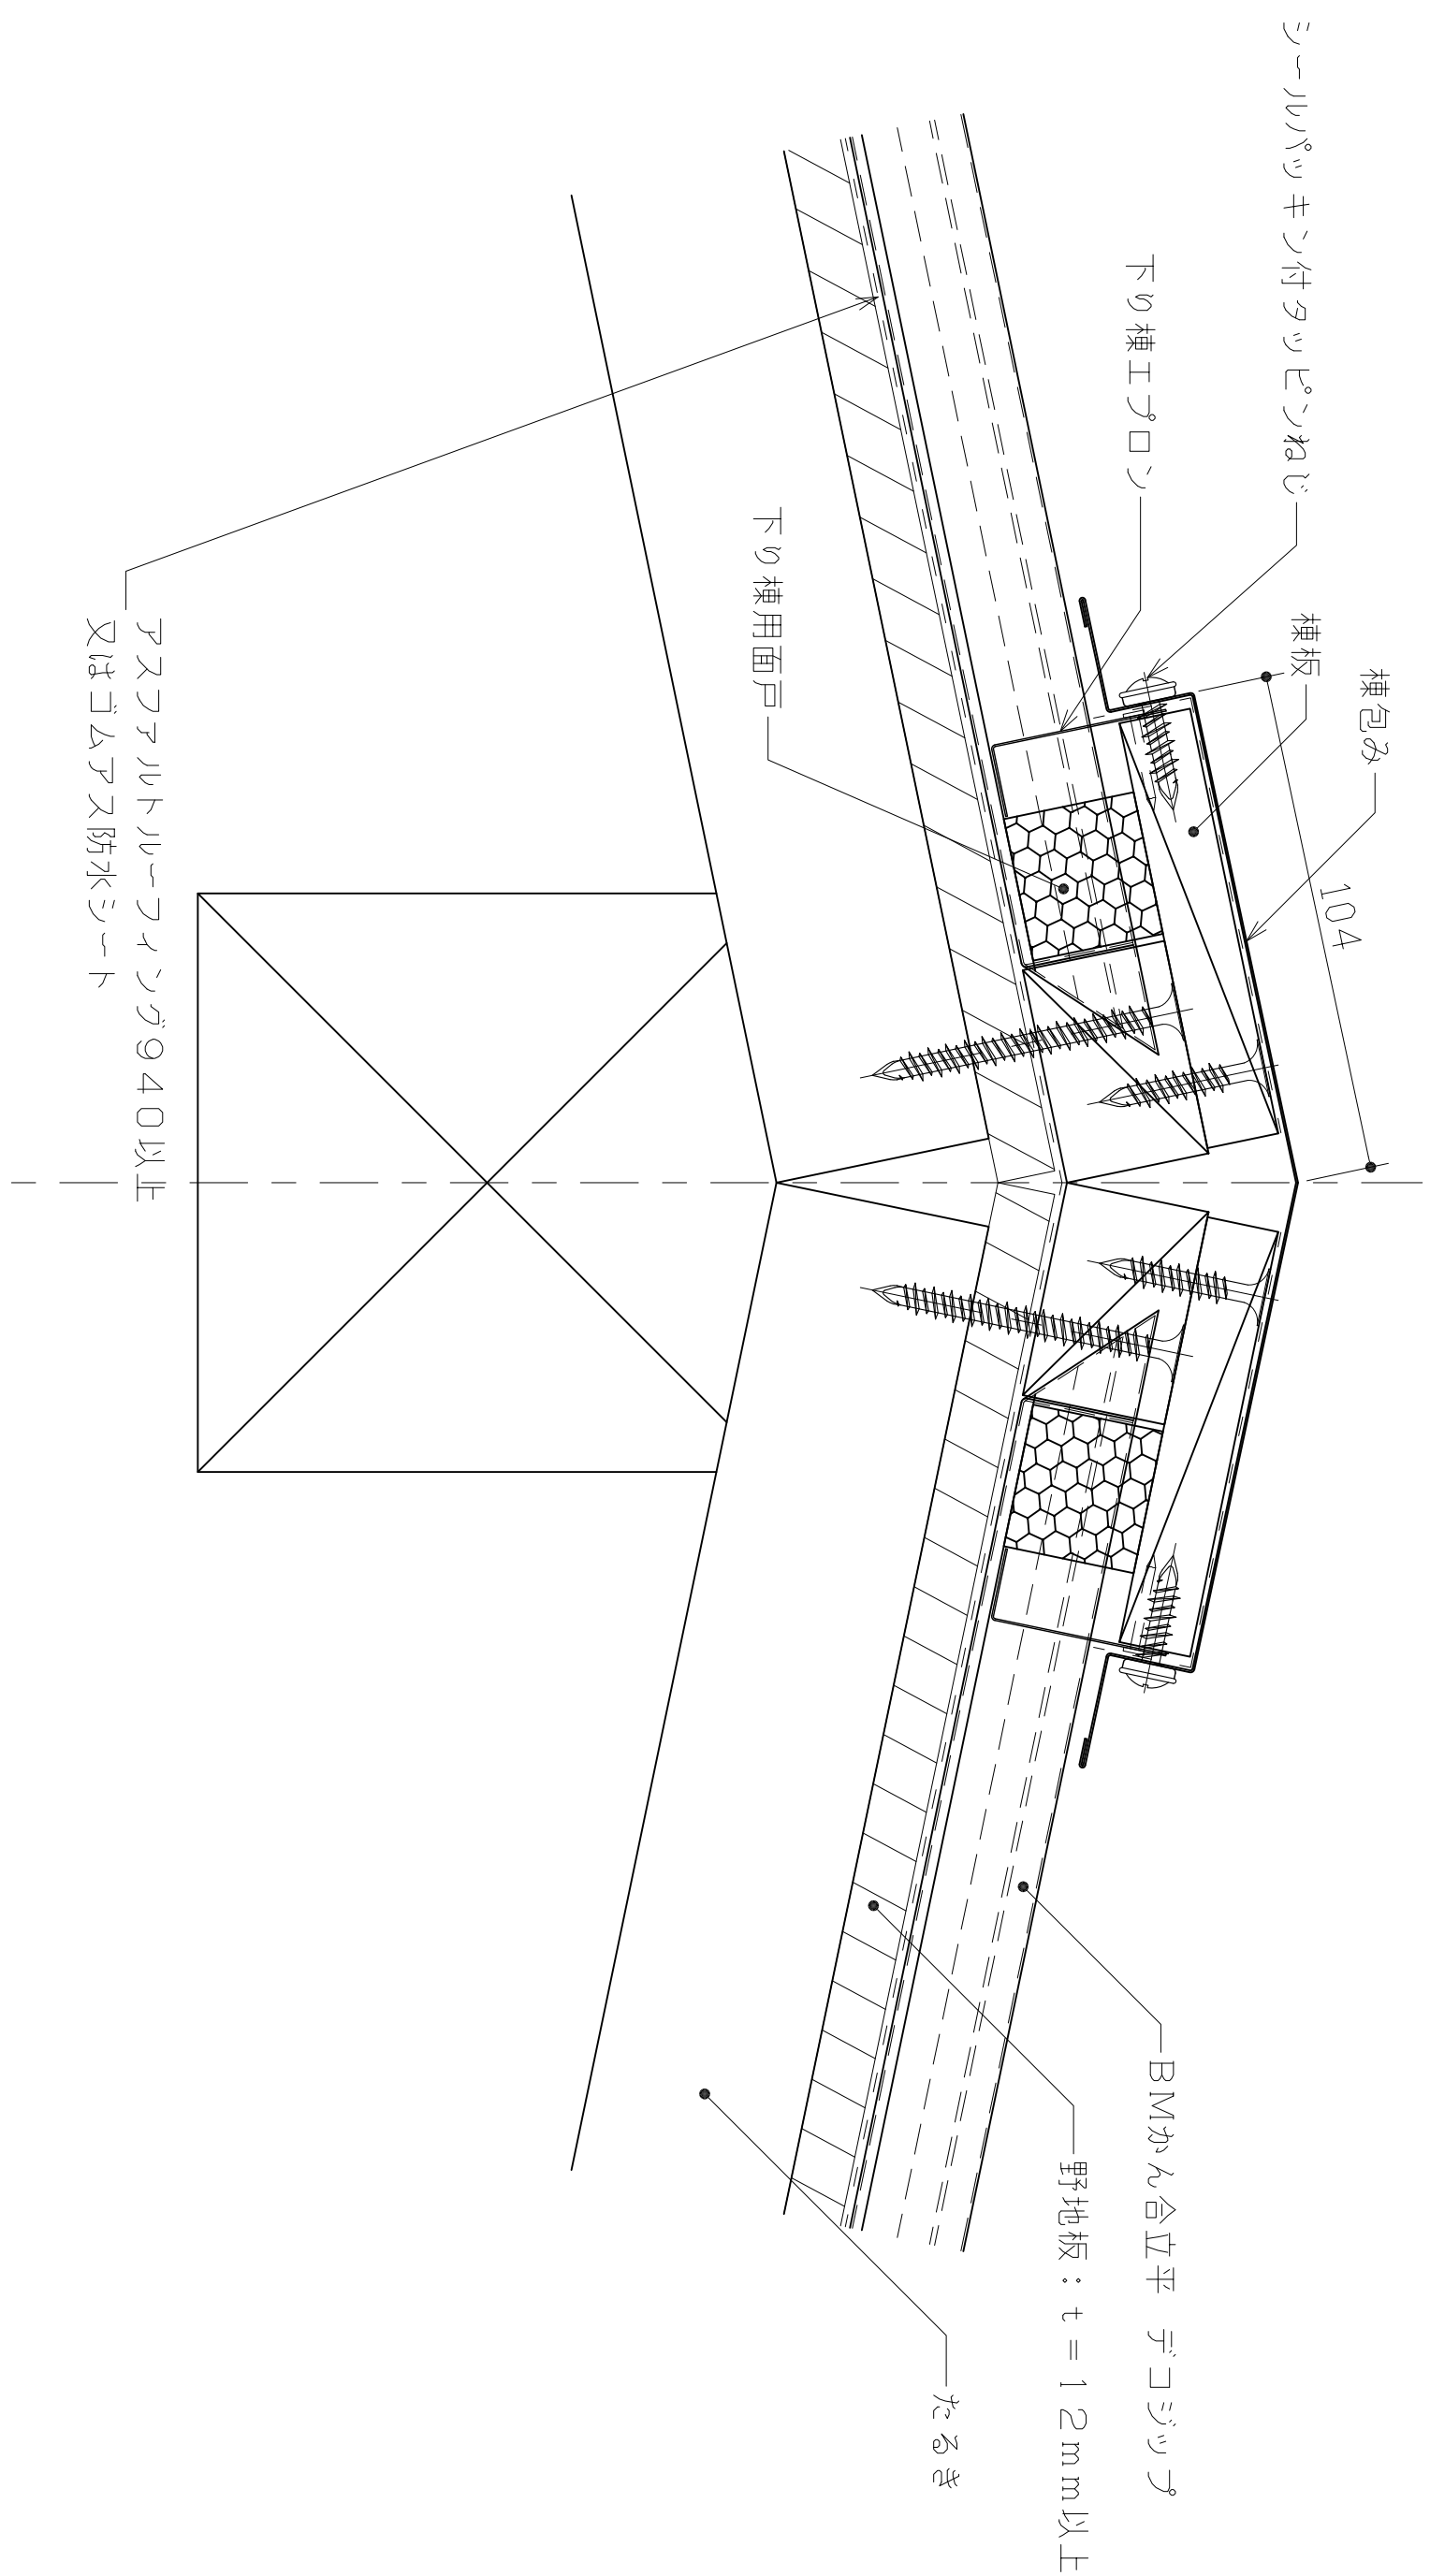 シールパッキン付タッピンねじ
下り棟エプロン
下り棟用面戸
棟板
棟包み
104
アスファルトルーフィング940以上
又はゴムアス防水シート
BMかん合立平 デコジップ
野地板：t=12mm以上
たるき